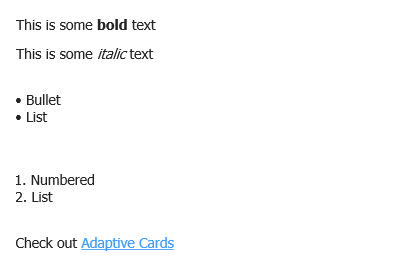 This is some bold text
This is some italic text
• Bullet
• List
1. Numbered
2. List
Check out Adaptive Cards